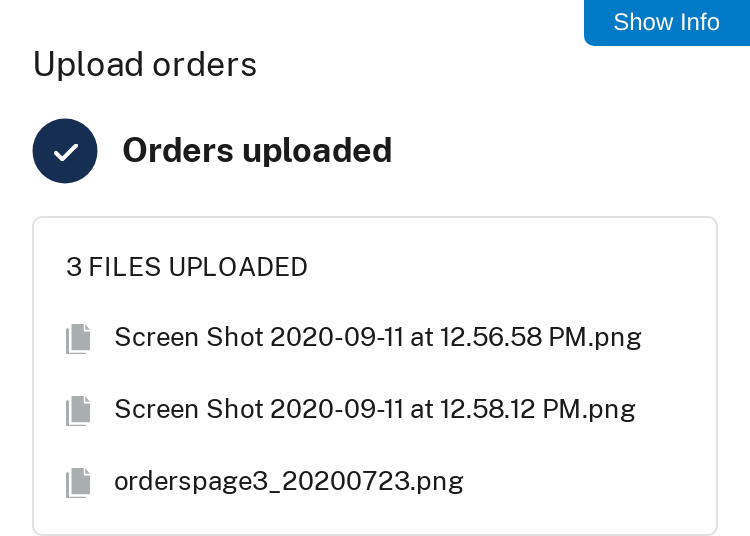 Show Info
Upload orders
Orders uploaded
3 FILES UPLOADED
Screen Shot 2020-09-11 at 12.56.58 PM.png
Screen Shot 2020-09-11 at 12.58.12 PM.png
orderspage3_20200723.png